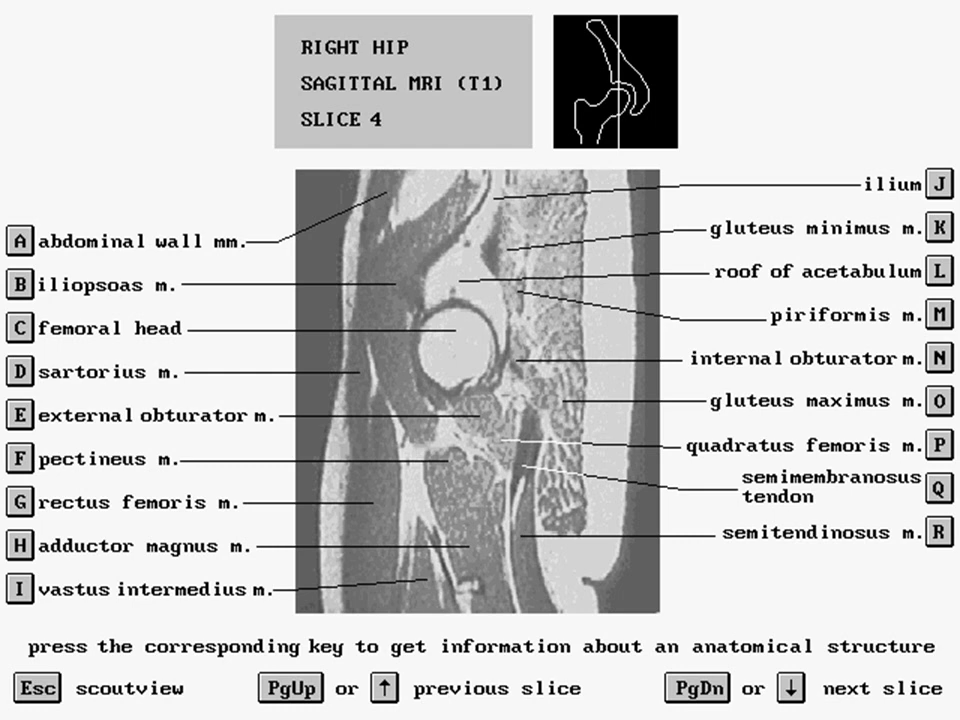 RIGHT HIP
SAGITTAL MRI (T1)
SLICE 4
A abdominal wall mm.
B iliopsoas m.
C femoral head
D sartorius m.
E external obturator m.
F pectineus m.
G rectus femoris m.
H adductor magnus m.
I vastus intermedius m.
ilium J
gluteus minimus m. K
roof of acetabulum L
piriformis m. M
internal obturator m. N
gluteus maximus m. O
quadratus femoris m. P
semimembranosus
tendon Q
semitendinosus m. R
press the corresponding key to get information about an anatomical structure
Esc scoutview PgUp or ↑ previous slice PgDn or ↓ next slice